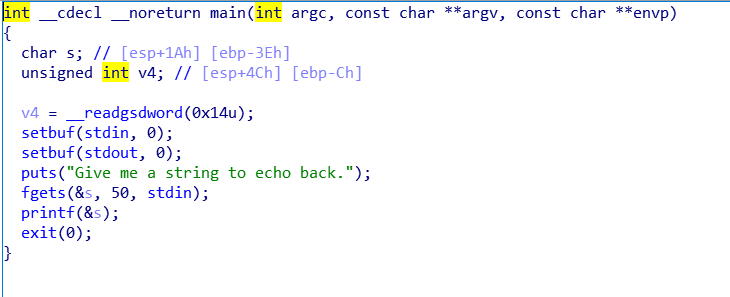 int __cdecl __noreturn main(int argc, const char **argv, const char **envp)
{
char s; // [esp+1Ah] [ebp-3Eh]
unsigned int v4; // [esp+4Ch] [ebp-Ch]
v4 = __readgsdword(0x14u);
setbuf(stdin, 0);
setbuf(stdout, 0);
puts("Give me a string to echo back.");
fgets(&s, 50, stdin);
printf(&s);
exit(0);
}